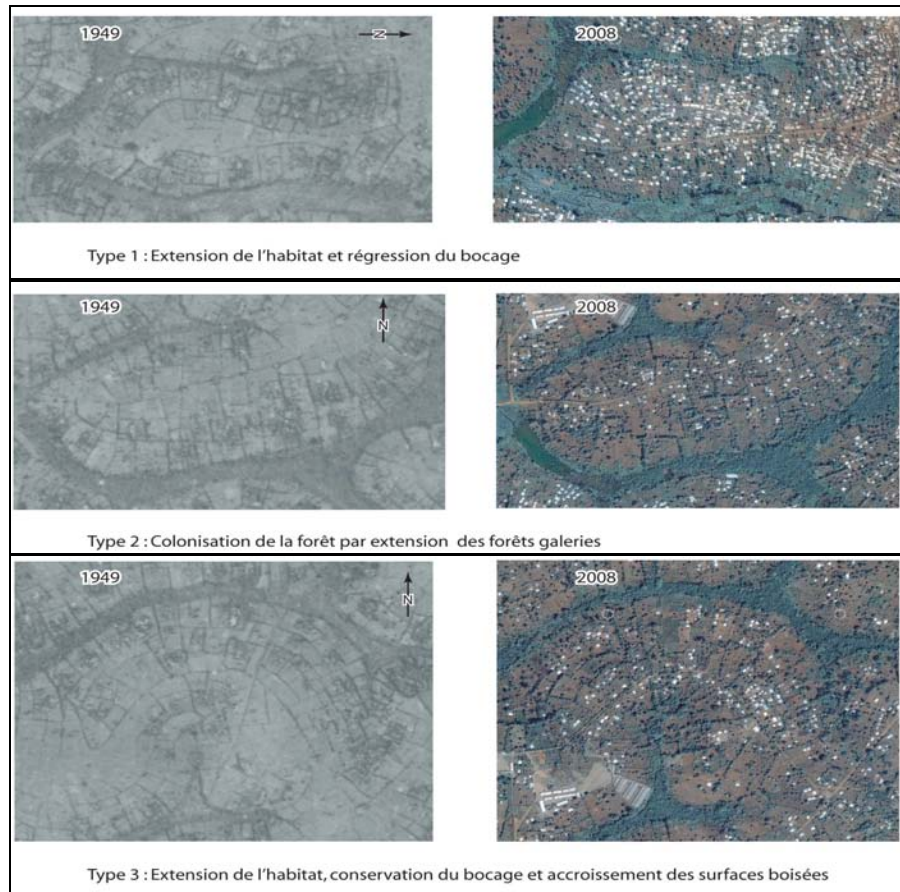 1949
N
2008
Type 1 : Extension de l'habitat et régression du bocage
1949
N
2008
Type 2 : Colonisation de la forêt par extension des forêts galeries
1949
N
2008
Type 3 : Extension de l'habitat, conservation du bocage et accroissement des surfaces boisées